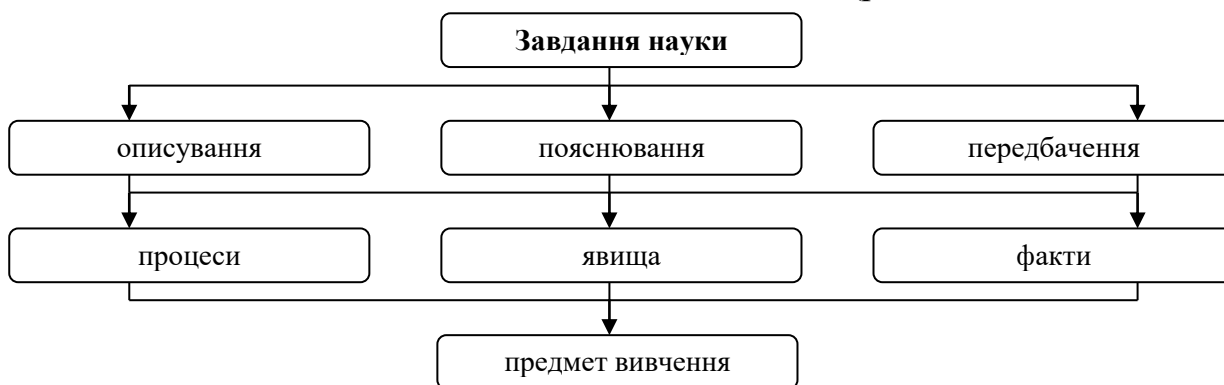 Завдання науки
описування
пояснювання
передбачення
процеси
явища
факти
предмет вивчення